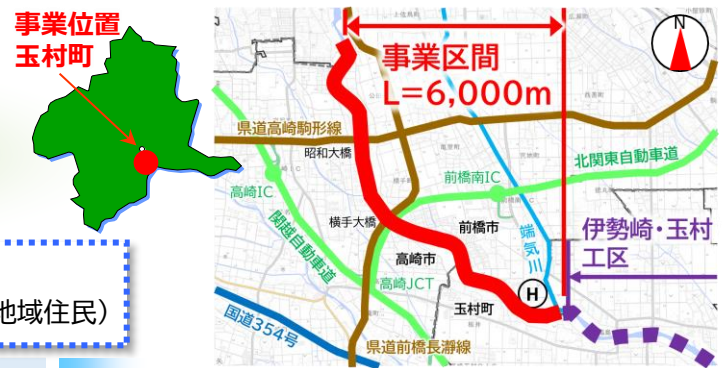 事業位置
玉村町
地域住民）
N
事業区間
L=6,000m
県道高崎駒形線
昭和大橋
北関東自動車道
高崎IC
前橋南IC
関越自動車道
横手大橋
前橋市
端気川
伊勢崎・玉村
工区
高崎市
高崎JCT
H
玉村町
国道354号
県道前橋長瀞線